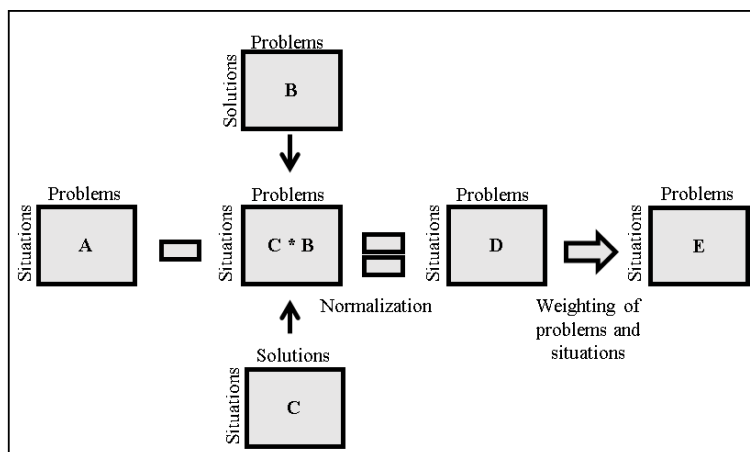 Problems
Solutions
B
Problems
Situations
A
Problems
Situations
C * B
Problems
Situations
D
Problems
Situations
E
Normalization
Weighting of
problems and
situations
Solutions
Situations
C